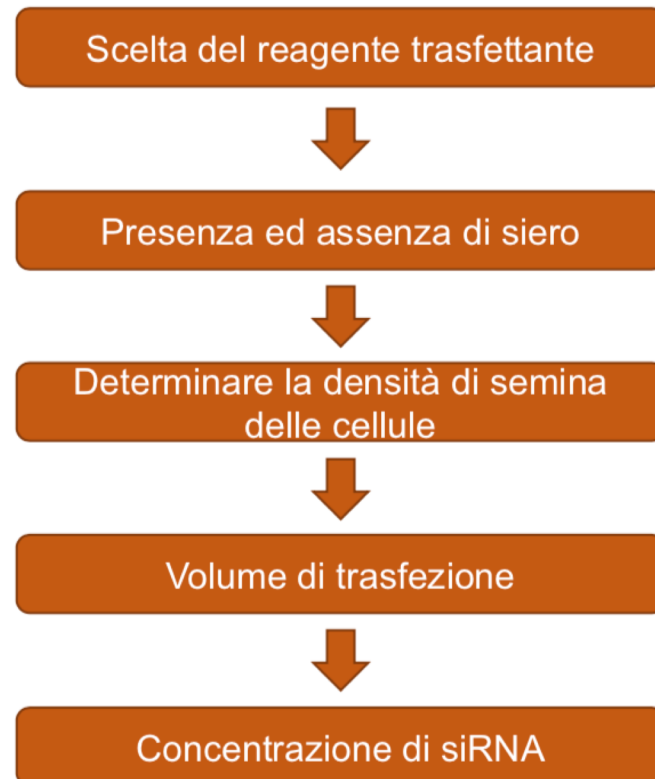 Scelta del reagente trasfettante
Presenza ed assenza di siero
Determinare la densità di semina
delle cellule
Volume di trasfezione
Concentrazione di siRNA